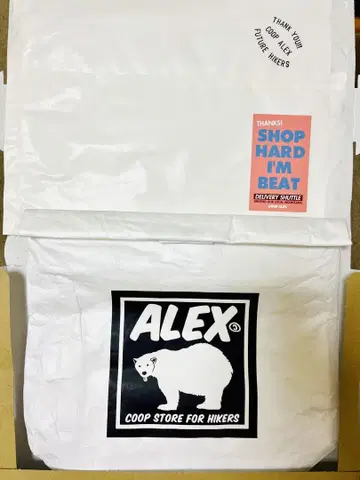 THANK YOU!!
COOP ALEX
FUTURE HIKERS
THANKS!
SHOP
HARD
I'M
BEAT
DELIVERY SHUTTLE
ALEX
COOP STORE FOR HIKERS